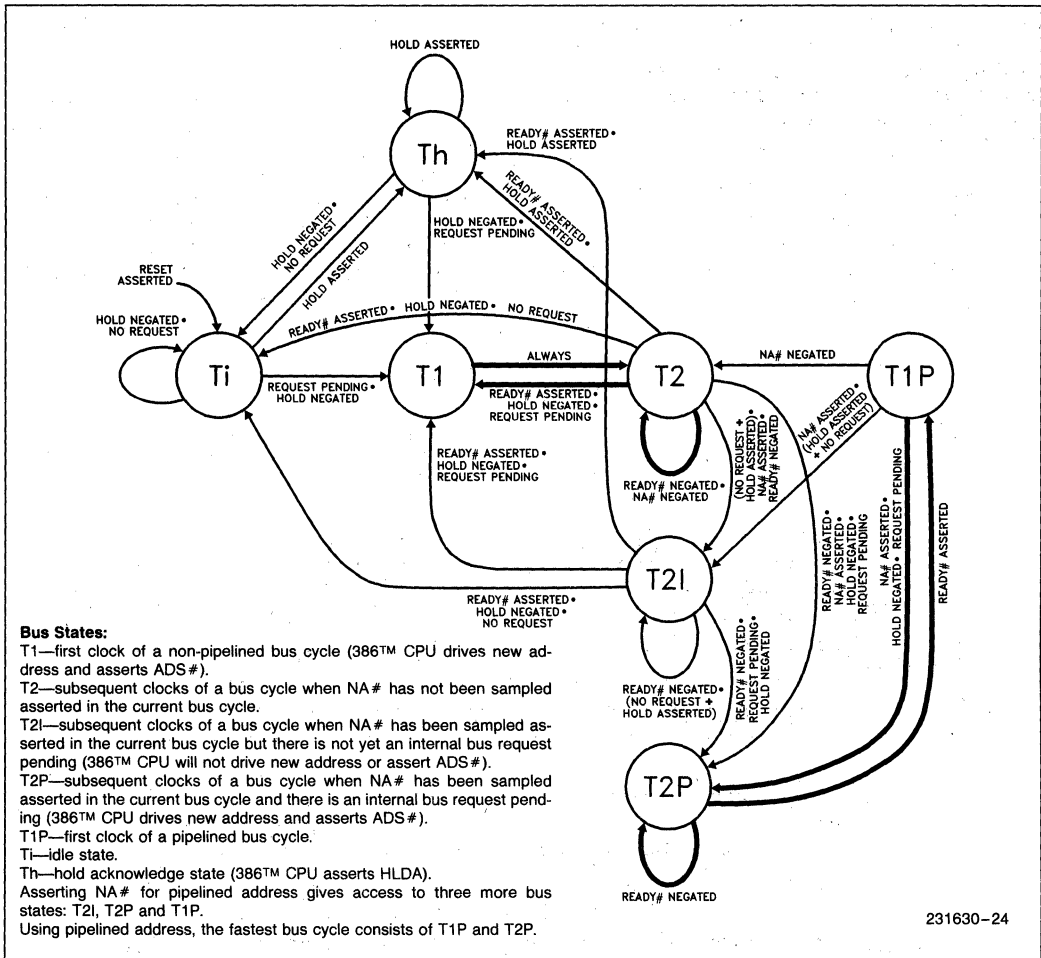 HOLD ASSERTED
Th
READY# ASSERTED•
HOLD ASSERTED
READY# ASSERTED•
HOLD ASSERTED
HOLD NEGATED•
NO REQUEST
HOLD ASSERTED
HOLD NEGATED•
REQUEST PENDING
RESET
ASSERTED
HOLD NEGATED•
NO REQUEST
READY# ASSERTED• HOLD NEGATED• NO REQUEST
Ti
REQUEST PENDING•
HOLD NEGATED
T1
ALWAYS
READY# ASSERTED•
HOLD NEGATED•
REQUEST PENDING
T2
NA# NEGATED
T1P
READY# ASSERTED•
HOLD NEGATED•
REQUEST PENDING
READY# NEGATED•
NA# NEGATED
(NO REQUEST +
HOLD ASSERTED)•
NA# ASSERTED•
READY# NEGATED
NA# ASSERTED•
(HOLD ASSERTED
+ NO REQUEST)
READY# NEGATED•
NA# ASSERTED•
HOLD NEGATED•
REQUEST PENDING
NA# ASSERTED•
HOLD NEGATED• REQUEST PENDING
READY# ASSERTED
T2I
READY# ASSERTED•
HOLD NEGATED•
NO REQUEST
READY# NEGATED•
(NO REQUEST +
HOLD ASSERTED)
READY# NEGATED•
REQUEST PENDING•
HOLD NEGATED
T2P
READY# NEGATED
Bus States:
T1—first clock of a non-pipelined bus cycle (386™ CPU drives new ad-
dress and asserts ADS#).
T2—subsequent clocks of a bus cycle when NA# has not been sampled
asserted in the current bus cycle.
T2I—subsequent clocks of a bus cycle when NA# has been sampled as-
serted in the current bus cycle but there is not yet an internal bus request
pending (386™ CPU will not drive new address or assert ADS#).
T2P—subsequent clocks of a bus cycle when NA# has been sampled
asserted in the current bus cycle and there is an internal bus request pend-
ing (386™ CPU drives new address and asserts ADS#).
T1P—first clock of a pipelined bus cycle.
Ti—idle state.
Th—hold acknowledge state (386™ CPU asserts HLDA).
Asserting NA# for pipelined address gives access to three more bus
states: T2I, T2P and T1P.
Using pipelined address, the fastest bus cycle consists of T1P and T2P.
231630-24